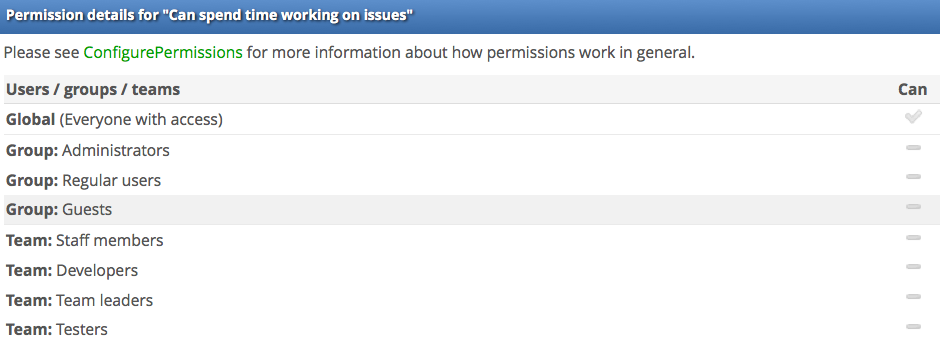 Permission details for "Can spend time working on issues"
Please see ConfigurePermissions for more information about how permissions work in general.
Users / groups / teams Can
Global (Everyone with access)
Group: Administrators
Group: Regular users
Group: Guests
Team: Staff members
Team: Developers
Team: Team leaders
Team: Testers